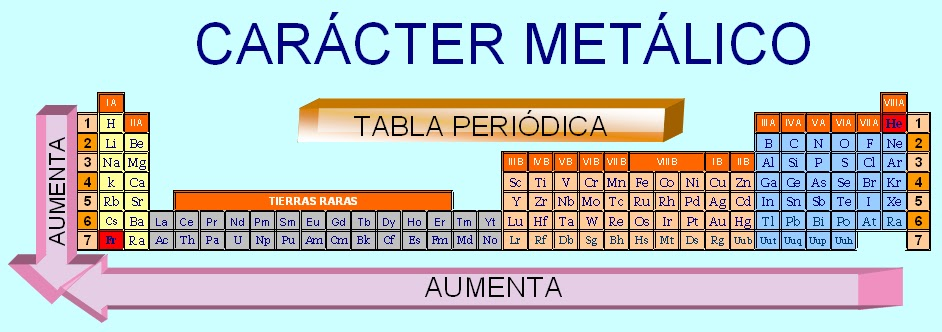 CARÁCTER METÁLICO
TABLA PERIÓDICA
I A VIIIA
1 H IIA IIIA IVA VA VIA VIIA He 1
2 Li Be B C N O F Ne 2
3 Na Mg IIIB IVB VB VIB VIIB VIIIB IB IIB Al Si P S Cl Ar 3
4 k Ca Sc Ti V Cr Mn Fe Co Ni Cu Zn Ga Ge As Se Br Kr 4
5 Rb Sr TIERRAS RARAS Y Zr Nb Mo Tc Ru Rh Pd Ag Cd In Sn Sb Te I Xe 5
6 Cs Ba La Ce Pr Nd Pm Sm Eu Gd Tb Dy Ho Er Tm Yt Lu Hf Ta W Re Os Ir Pt Au Hg Tl Pb Bi Po At Ra 6
7 Fr Ra Ac Th Pa U Np Pu Am Cm Bk Cf Es Fm Md No Lr Rf Db Sg Bh Hs Mt Ds Rg Uub Uut Uuq Uup Uuh 7
AUMENTA
AUMENTA